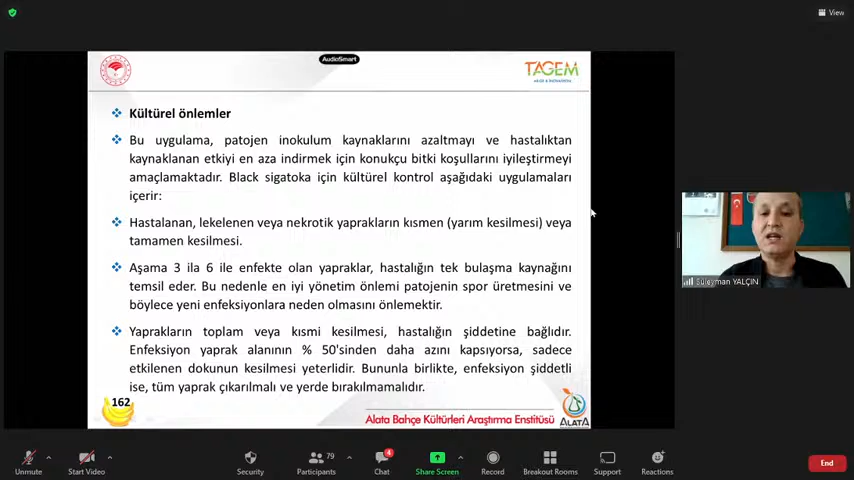 View
AudioSmart
TAGEM
Kültürel önlemler
Bu uygulama, patojen inokulum kaynaklarını azaltmayı ve hastalıktan
kaynaklanan etkiyi en aza indirmek için konukçu bitki koşullarını iyileştirmeyi
amaçlamaktadır. Black sigatoka için kültürel kontrol aşağıdaki uygulamaları
içerir:
Hastalanan, lekelenen veya nekrotik yaprakların kısmen (yarım kesilmesi) veya
tamamen kesilmesi.
Aşama 3 ila 6 ile enfekte olan yapraklar, hastalığın tek bulaşma kaynağını
temsil eder. Bu nedenle en iyi yönetim önlemi patojenin spor üretmesini ve
böylece yeni enfeksiyonlara neden olmasını önlemektir.
Yaprakların toplam veya kısmi kesilmesi, hastalığın şiddetine bağlıdır.
Enfeksiyon yaprak alanının % 50'sinden daha azını kapsıyorsa, sadece
etkilenen dokunun kesilmesi yeterlidir. Bununla birlikte, enfeksiyon şiddetli
ise, tüm yaprak çıkarılmalı ve yerde bırakılmamalıdır.
162
Alata Bahçe Kültürleri Araştırma Enstitüsü
ALATA
Süleyman YALÇIN
Unmute
Start Video
Security
Participants
79
Chat
4
Share Screen
Record
Breakout Rooms
Support
Reactions
End